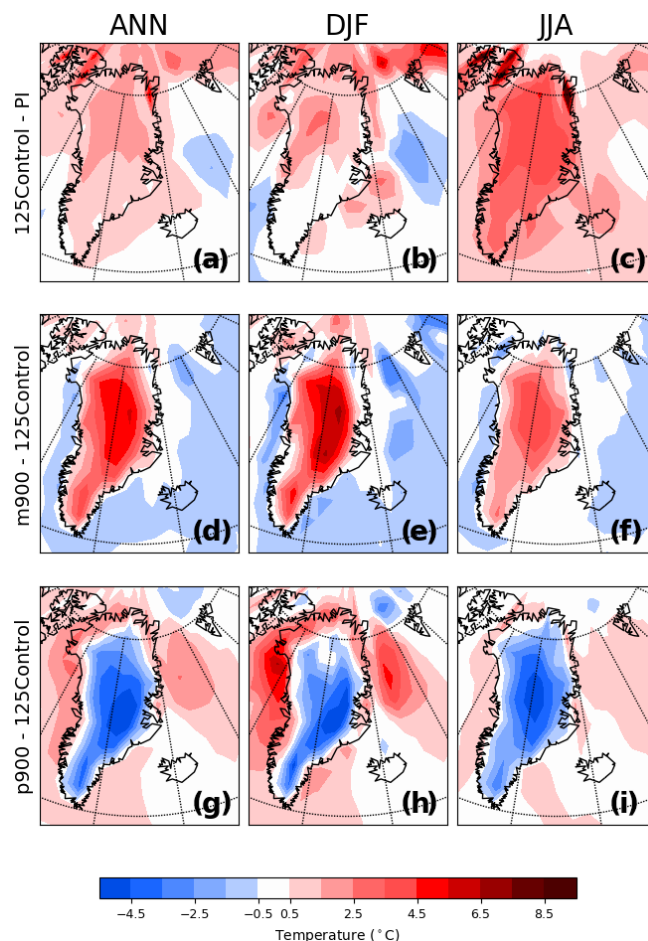 ANN DJF JJA
125Control - PI
(a) (b) (c)
m900 - 125Control
(d) (e) (f)
p900 - 125Control
(g) (h) (i)
−4.5 −2.5 −0.5 0.5 2.5 4.5 6.5 8.5
Temperature (°C)